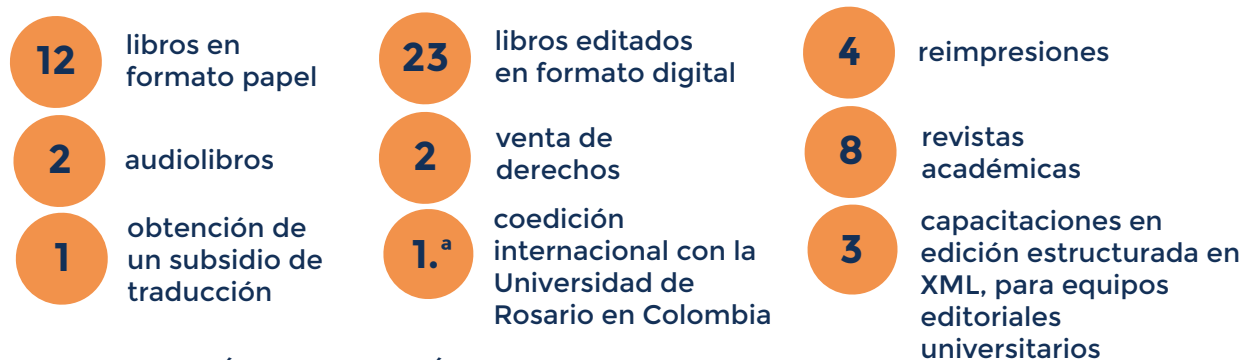 12
libros en
formato papel
23
libros editados
en formato digital
4
reimpresiones
2
audiolibros
2
venta de
derechos
8
revistas
académicas
1
obtención de
un subsidio de
traducción
1.ª
coedición
internacional con la
Universidad de
Rosario en Colombia
3
capacitaciones en
edición estructurada en
XML, para equipos
editoriales
universitarios